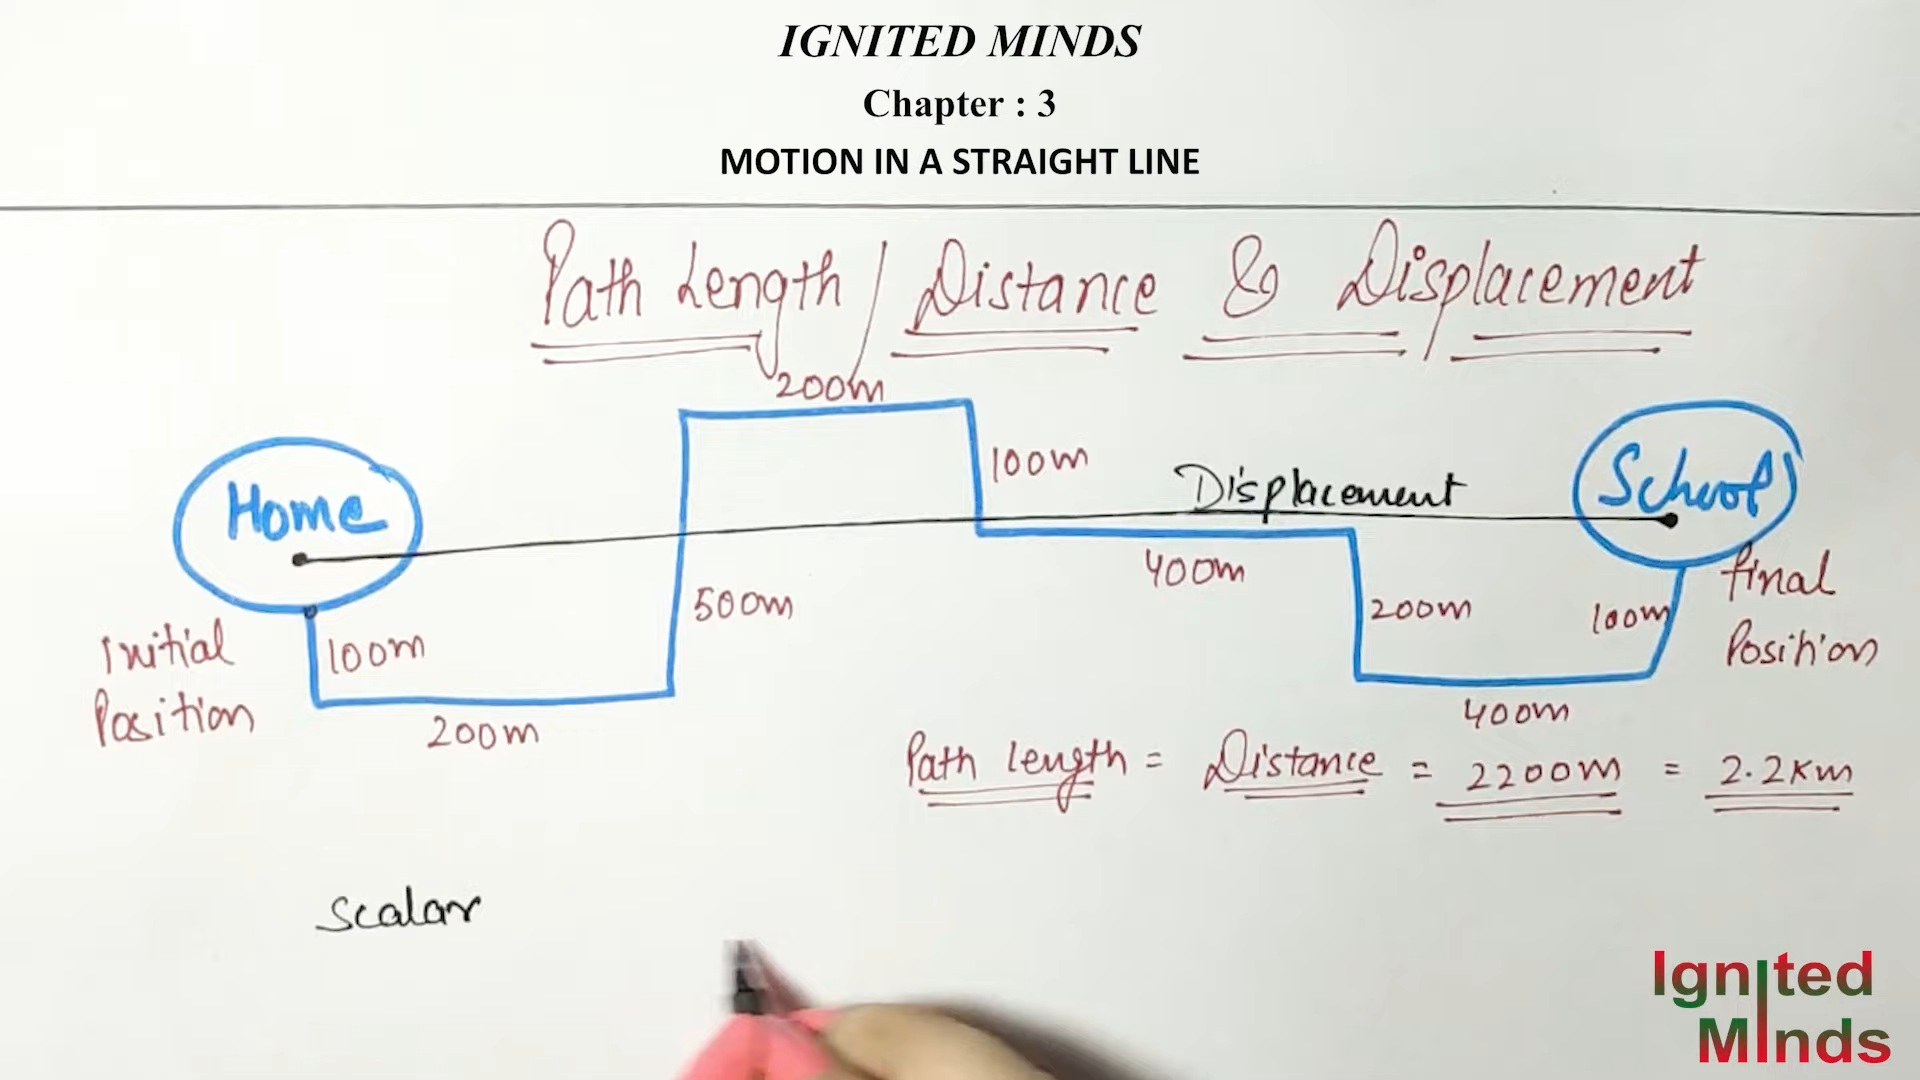 IGNITED MINDS
Chapter : 3
MOTION IN A STRAIGHT LINE
Path Length / Distance & Displacement
200m
100m
Displacement
Home
School
400m
500m
200m
100m
final
Position
Initial
Position
100m
200m
400m
Path length = Distance = 2200m = 2.2Km
Scalar
Ignited
Minds